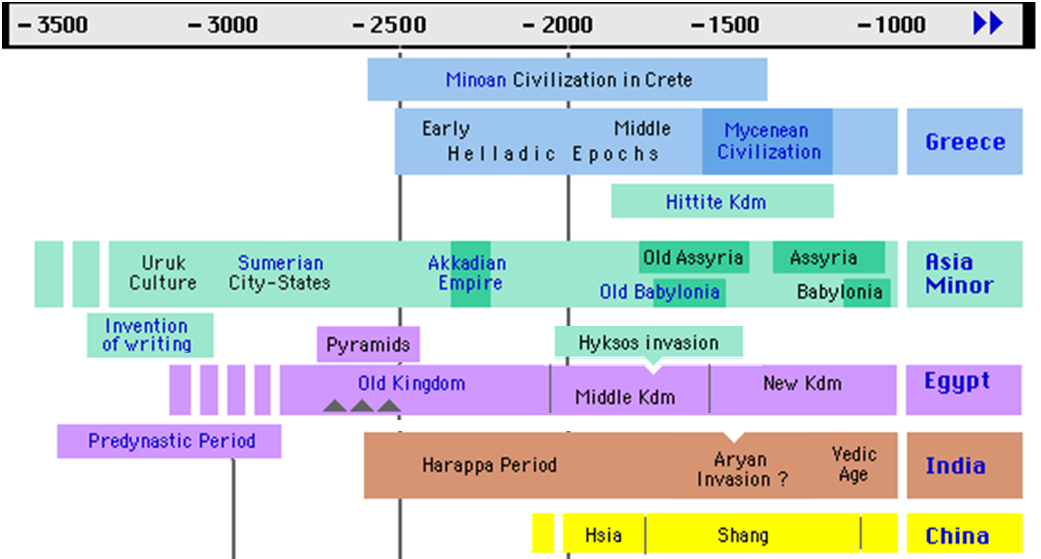 -3500 -3000 -2500 -2000 -1500 -1000
Minoan Civilization in Crete
Early Middle
Helladic Epochs
Mycenean
Civilization
Greece
Hittite Kdm
Uruk
Culture
Sumerian
City-States
Akkadian
Empire
Old Assyria
Assyria
Old Babylonia
Babylonia
Asia
Minor
Invention
of writing
Pyramids
Hyksos invasion
Old Kingdom
Middle Kdm
New Kdm
Egypt
Predynastic Period
Harappa Period
Aryan
Invasion ?
Vedic
Age
India
Hsia
Shang
China